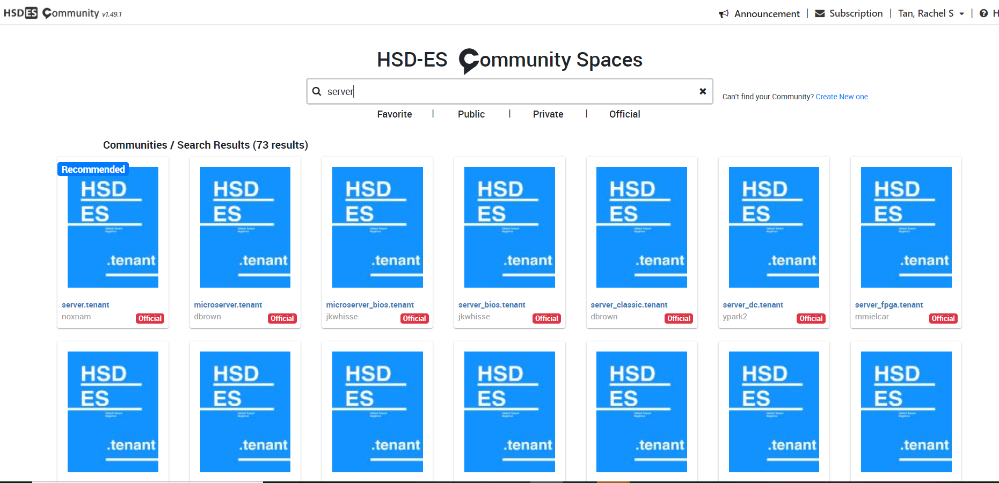 HSDES Community v1.49.1
Announcement | Subscription | Tan, Rachel S | H
HSD-ES Community Spaces
server
Can't find your Community? Create New one
Favorite | Public | Private | Official
Communities / Search Results (73 results)
Recommended
HSD HSD HSD HSD HSD HSD HSD
ES ES ES ES ES ES ES
.tenant .tenant .tenant .tenant .tenant .tenant .tenant
server.tenant microserver.tenant microserver_bios.tenant server_bios.tenant server_classic.tenant server_dc.tenant server_fpga.tenant
noxnam Official dbrown Official jkwhisse Official jkwhisse Official dbrown Official ypark2 Official mmielcar Official
HSD HSD HSD HSD HSD HSD HSD
ES ES ES ES ES ES ES
.tenant .tenant .tenant .tenant .tenant .tenant .tenant